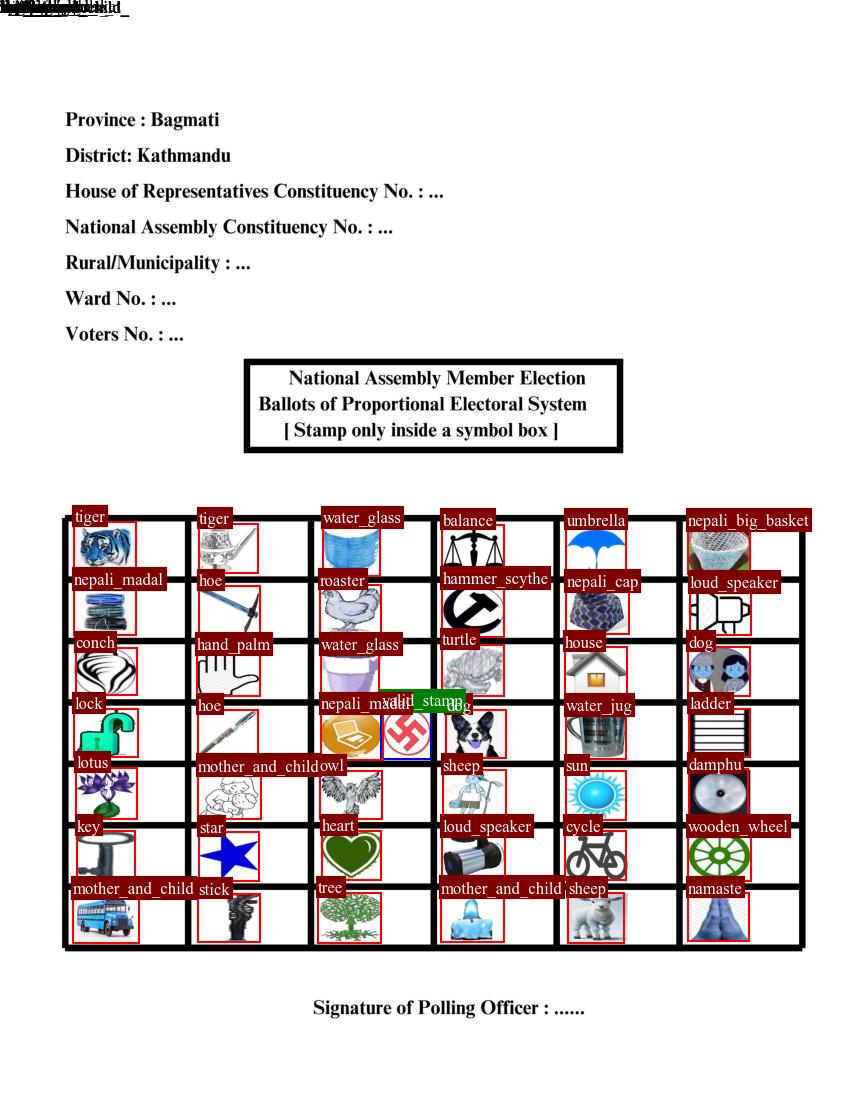 Province : Bagmati
District: Kathmandu
House of Representatives Constituency No. : ...
National Assembly Constituency No. : ...
Rural/Municipality : ...
Ward No. : ...
Voters No. : ...
National Assembly Member Election
Ballots of Proportional Electoral System
[ Stamp only inside a symbol box ]
tiger tiger water_glass balance umbrella nepali_big_basket
nepali_madal hoe roaster hammer_scythe nepali_cap loud_speaker
conch hand_palm water_glass turtle house dog
lock hoe nepali_madal valid_stamp dog water_jug ladder
lotus mother_and_child owl sheep sun damphu
key star heart loud_speaker cycle wooden_wheel
mother_and_child stick tree mother_and_child sheep namaste
Signature of Polling Officer : ......